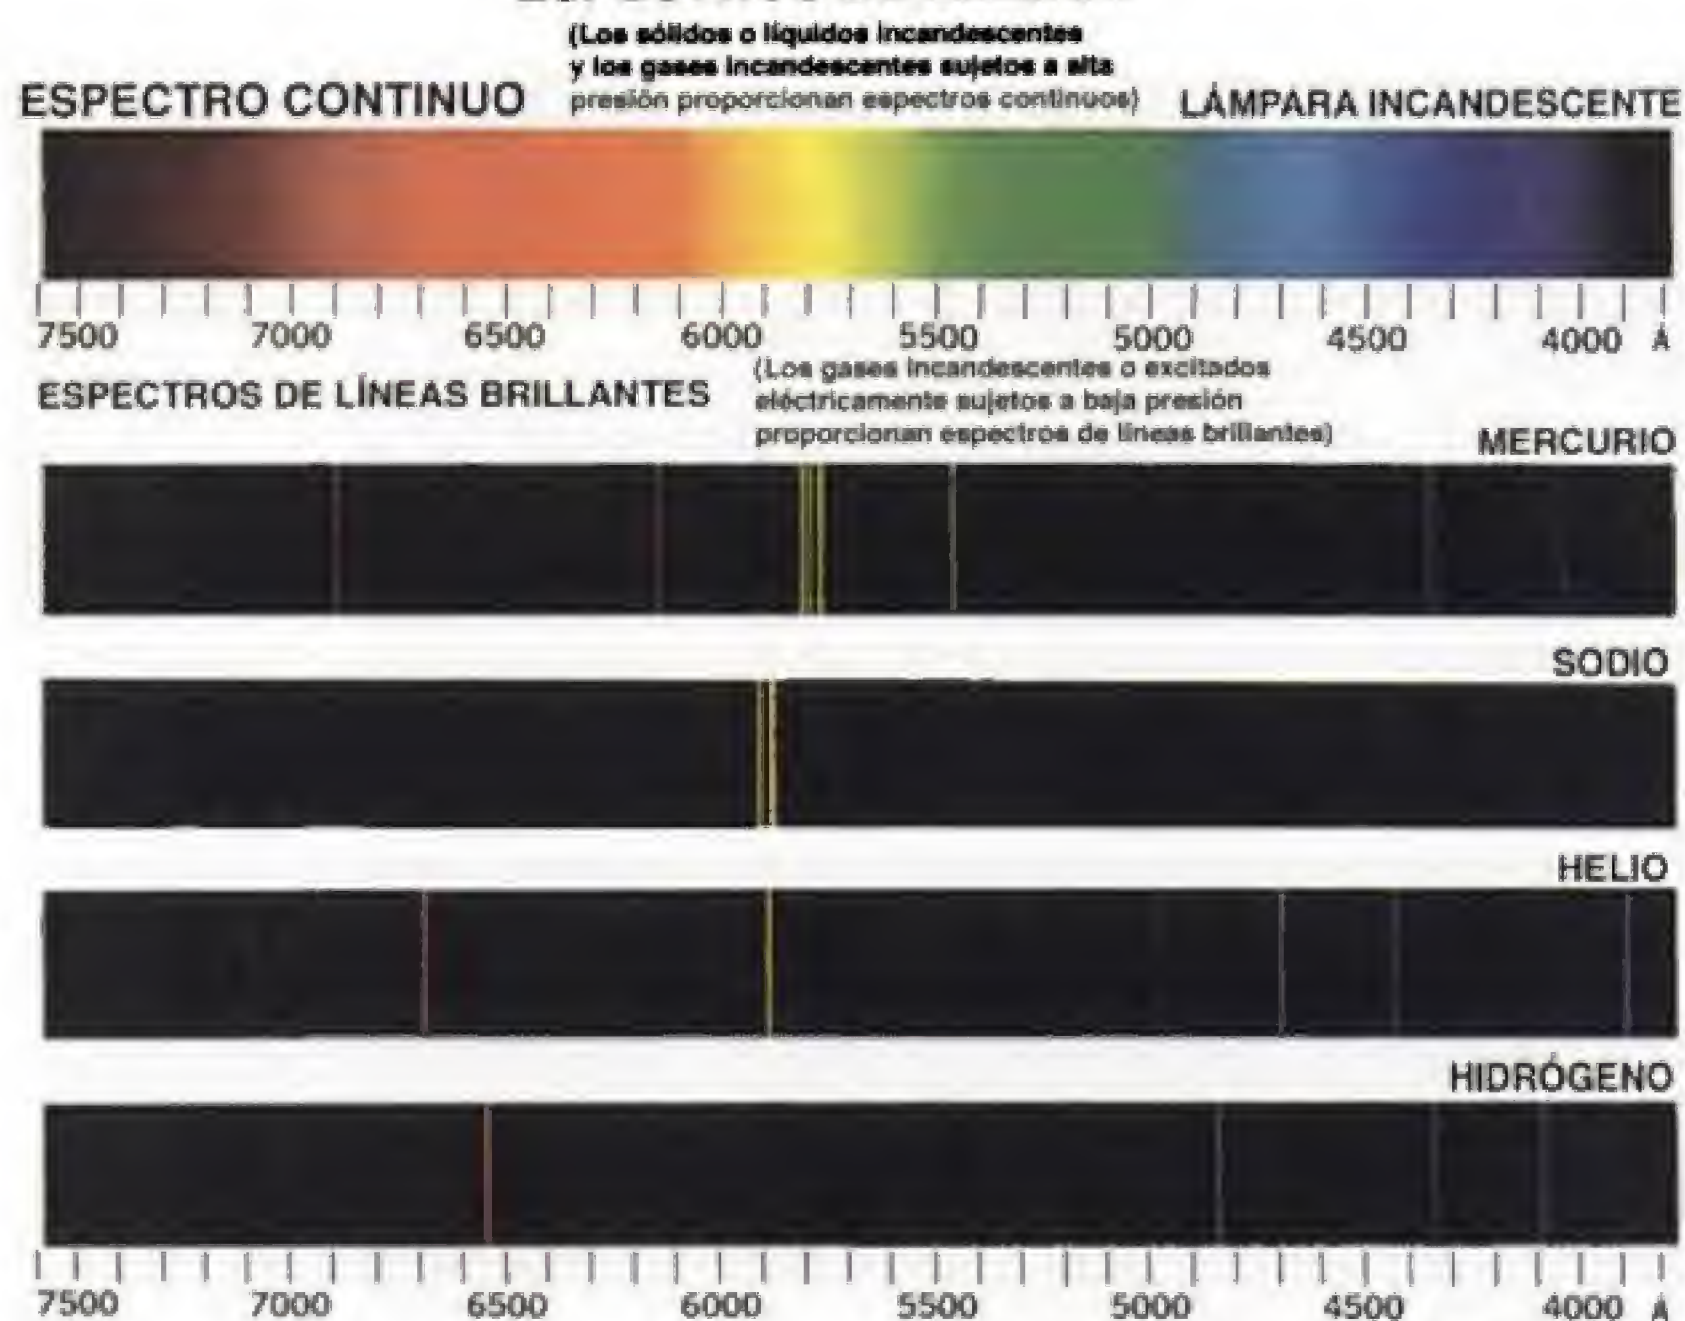 (Los sólidos o líquidos incandescentes
y los gases incandescentes sujetos a alta
presión proporcionan espectros continuos)
ESPECTRO CONTINUO
LÁMPARA INCANDESCENTE
7500 7000 6500 6000 5500 5000 4500 4000 Å
ESPECTROS DE LÍNEAS BRILLANTES
(Los gases incandescentes o excitados
eléctricamente sujetos a baja presión
proporcionan espectros de líneas brillantes)
MERCURIO
SODIO
HELIO
HIDRÓGENO
7500 7000 6500 6000 5500 5000 4500 4000 Å